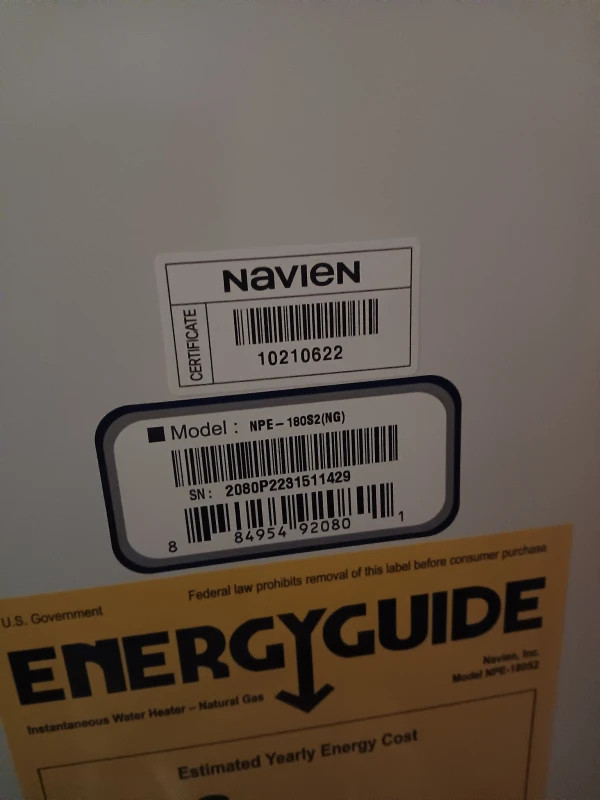 NAVIEN
CERTIFICATE
10210622
Model : NPE-180S2(NG)
SN : 2080P2231511429
8 84954 92080 1
U.S. Government
Federal law prohibits removal of this label before consumer purchase
ENERGYGUIDE
Instantaneous Water Heater – Natural Gas
Navien, Inc.
Model NPE-180S2
Estimated Yearly Energy Cost